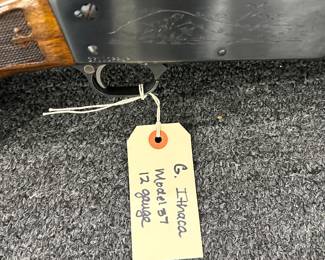 G. Ithaca
Model 37
12 gauge